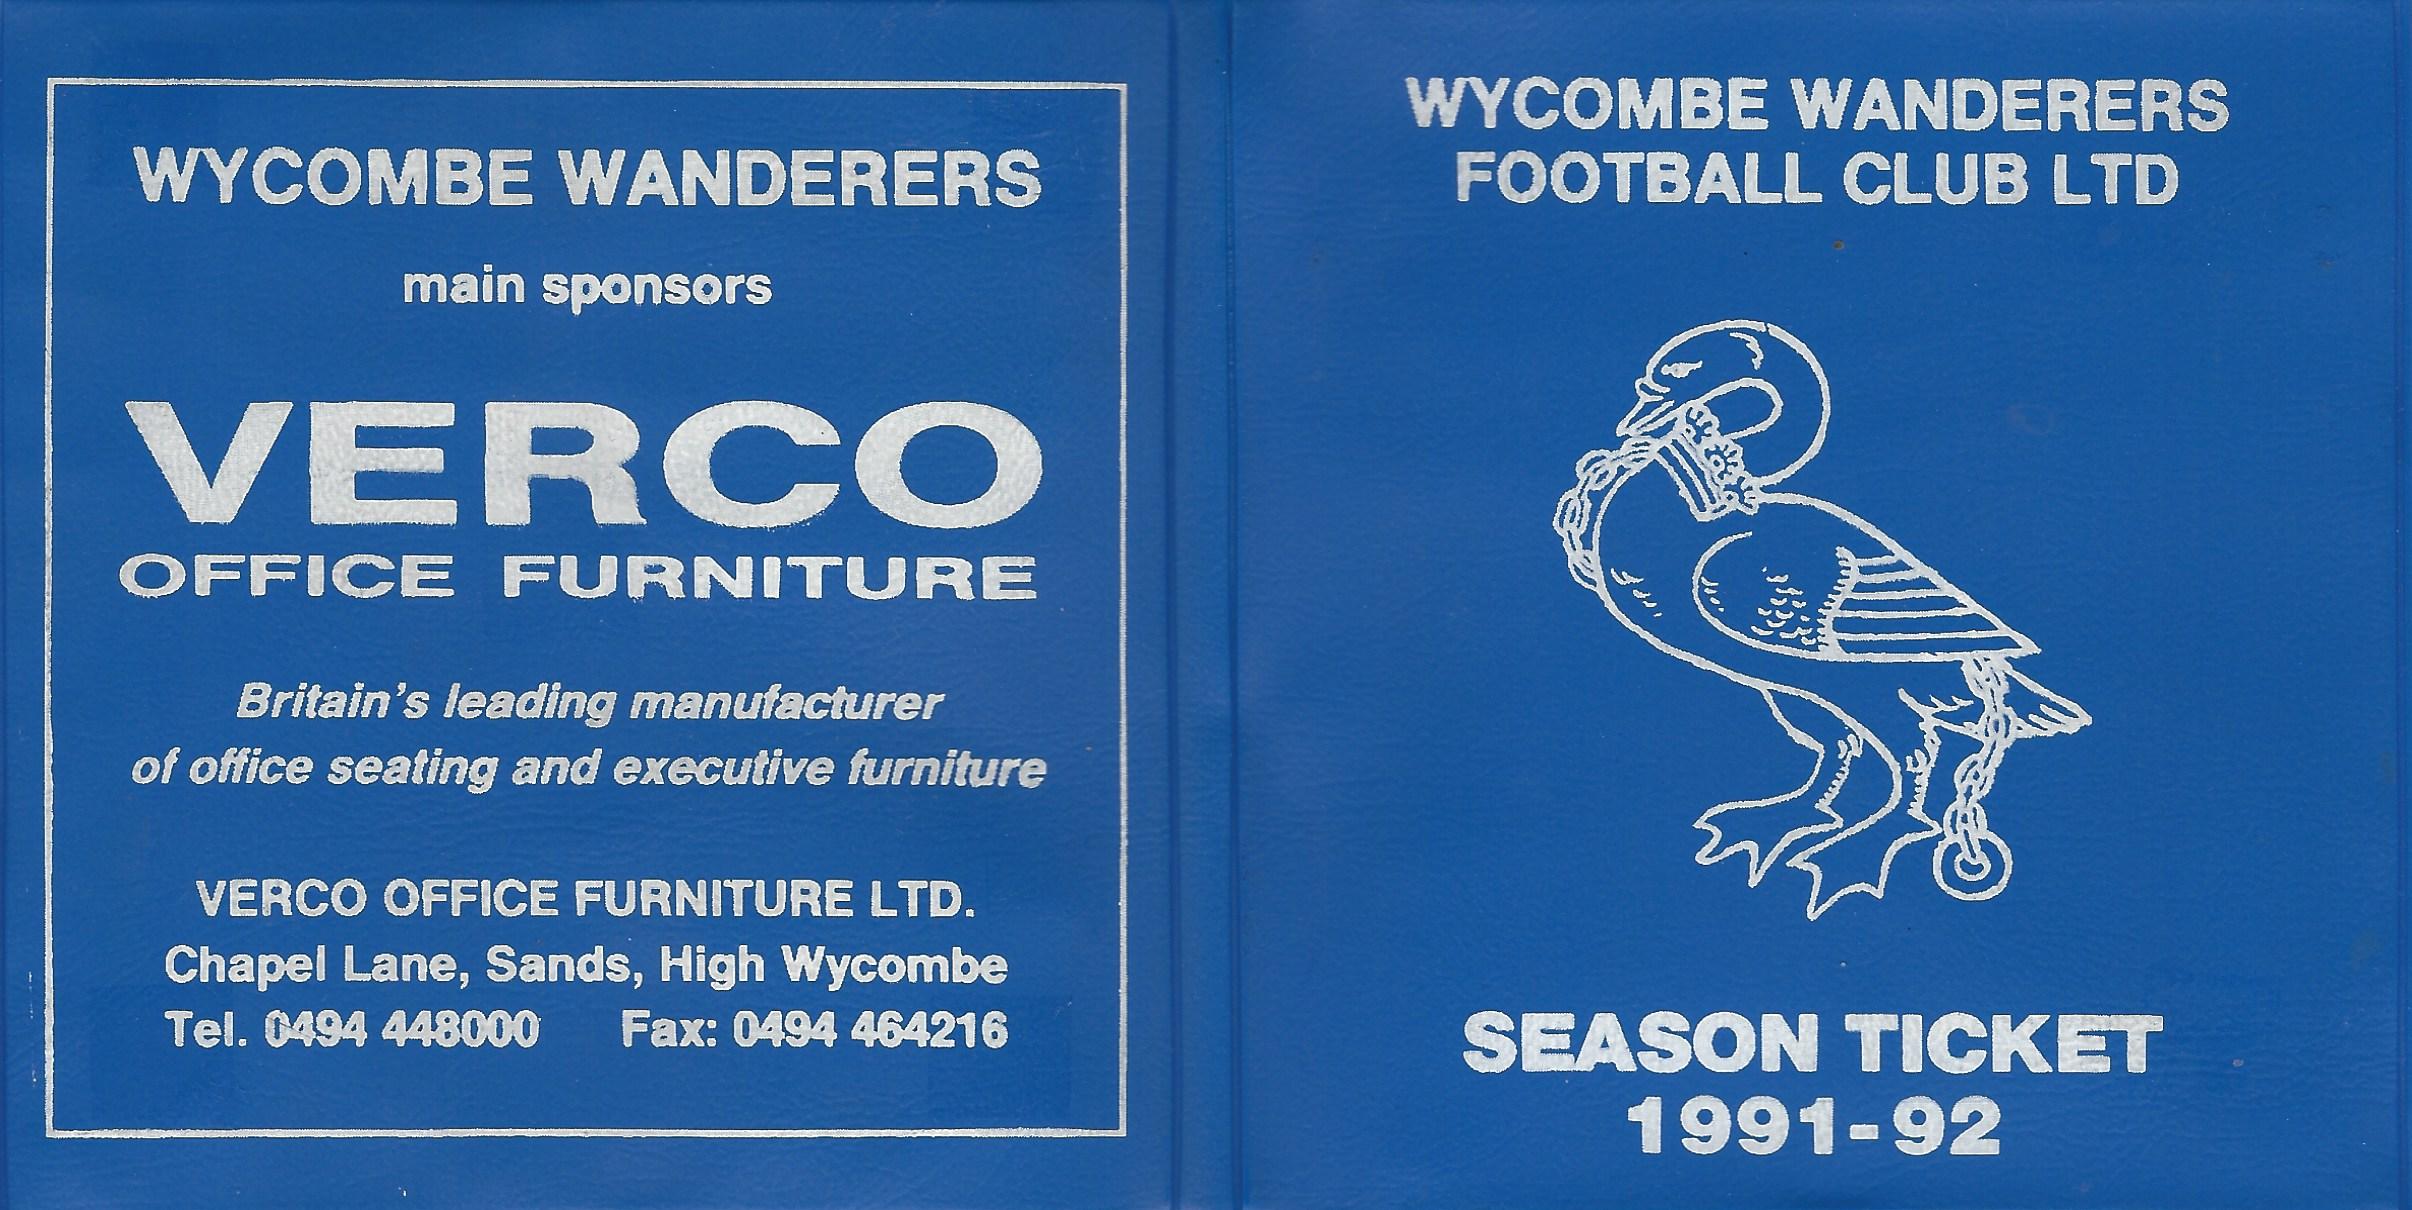 WYCOMBE WANDERERS
main sponsors
VERCO
OFFICE FURNITURE
Britain's leading manufacturer
of office seating and executive furniture
VERCO OFFICE FURNITURE LTD.
Chapel Lane, Sands, High Wycombe
Tel. 0494 448000 Fax: 0494 464216
WYCOMBE WANDERERS
FOOTBALL CLUB LTD
SEASON TICKET
1991-92